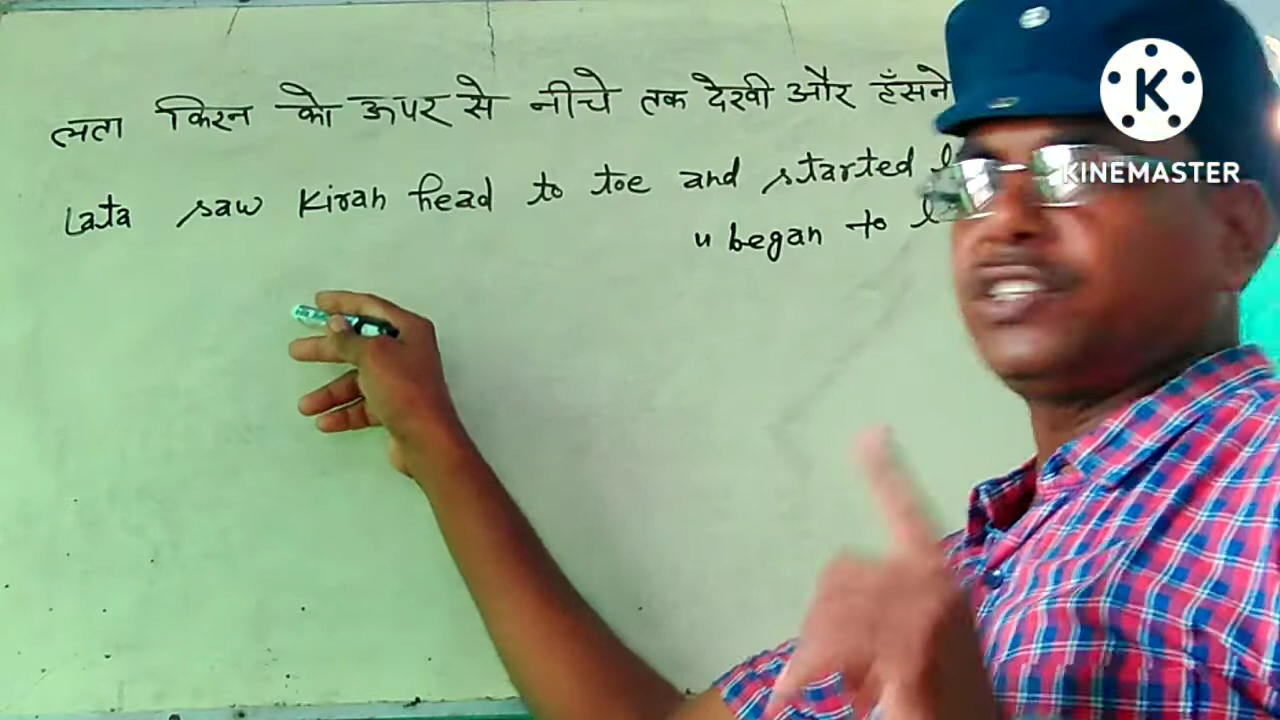 लता किरन को ऊपर से नीचे तक देखी और हँसने
Lata saw Kiran head to toe and started
" began to
K
KINEMASTER